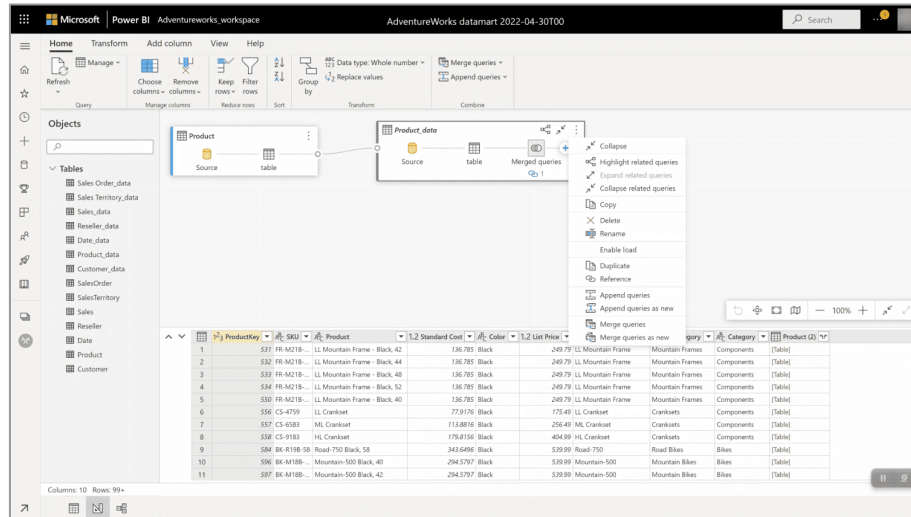 Microsoft Power BI Adventureworks_workspace
AdventureWorks datamart 2022-04-30T00
Search
Home Transform Add column View Help
Refresh
Manage
Query
Choose columns
Remove columns
Manage columns
Keep rows
Filter rows
Reduce rows
Sort
Group by
Data type: Whole number
Replace values
Transform
Merge queries
Append queries
Combine
Objects
Tables
Sales Order_data
Sales Territory_data
Sales_data
Reseller_data
Date_data
Product_data
Customer_data
SalesOrder
SalesTerritory
Sales
Reseller
Date
Product
Customer
Product
Source table
Product_data
Source table Merged queries
1
Collapse
Highlight related queries
Expand related queries
Collapse related queries
Copy
Delete
Rename
Enable load
Duplicate
Reference
Append queries
Append queries as new
Merge queries
Merge queries as new
100%
ProductKey SKU Product Standard Cost Color List Price Category Product (2)
1 531 FR-M21B-... LL Mountain Frame - Black, 42 136.785 Black 249.79 LL Mountain Frame Mountain Frames Components [Table]
2 532 FR-M21B-... LL Mountain Frame - Black, 44 136.785 Black 249.79 LL Mountain Frame Mountain Frames Components [Table]
3 533 FR-M21B-... LL Mountain Frame - Black, 48 136.785 Black 249.79 LL Mountain Frame Mountain Frames Components [Table]
4 534 FR-M21B-... LL Mountain Frame - Black, 52 136.785 Black 249.79 LL Mountain Frame Mountain Frames Components [Table]
5 550 FR-M21B-... LL Mountain Frame - Black, 40 136.785 Black 249.79 LL Mountain Frame Mountain Frames Components [Table]
6 556 CS-4759 LL Crankset 77.9176 Black 175.49 LL Crankset Cranksets Components [Table]
7 557 CS-6583 ML Crankset 113.8816 Black 256.49 ML Crankset Cranksets Components [Table]
8 558 CS-9183 HL Crankset 179.8156 Black 404.99 HL Crankset Cranksets Components [Table]
9 584 BK-R19B-58 Road-750 Black, 58 343.6496 Black 539.99 Road-750 Road Bikes Bikes [Table]
10 596 BK-M18B-... Mountain-500 Black, 40 294.5797 Black 539.99 Mountain-500 Mountain Bikes Bikes [Table]
11 597 BK-M18B-... Mountain-500 Black, 42 294.5797 Black 539.99 Mountain-500 Mountain Bikes Bikes [Table]
Columns: 10 Rows: 99+